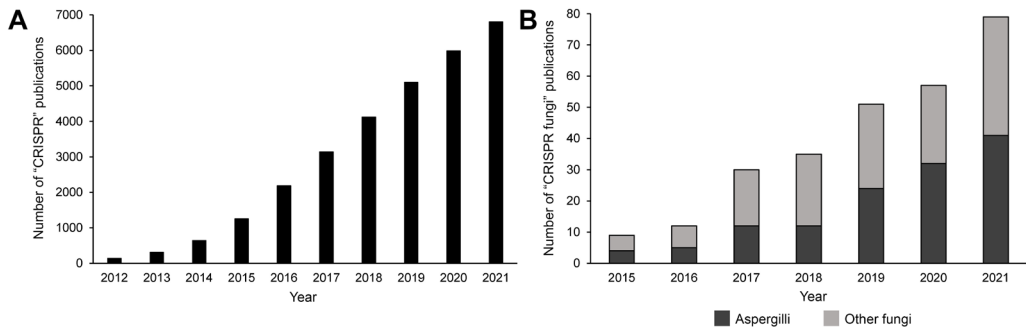 A
Number of “CRISPR” publications
7000
6000
5000
4000
3000
2000
1000
0
2012 2013 2014 2015 2016 2017 2018 2019 2020 2021
Year
B
Number of “CRISPR fungi” publications
80
70
60
50
40
30
20
10
0
2015 2016 2017 2018 2019 2020 2021
Year
Aspergilli Other fungi